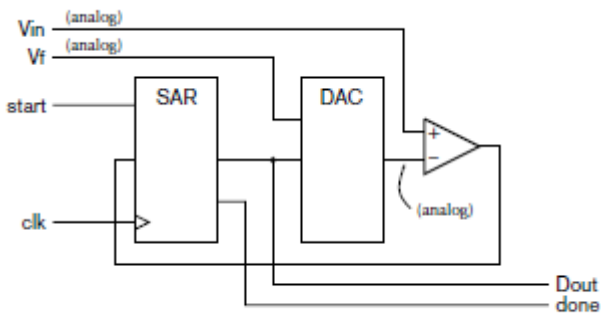 Vin (analog)
Vf (analog)
start
SAR
DAC
+
−
clk
(analog)
Dout
done